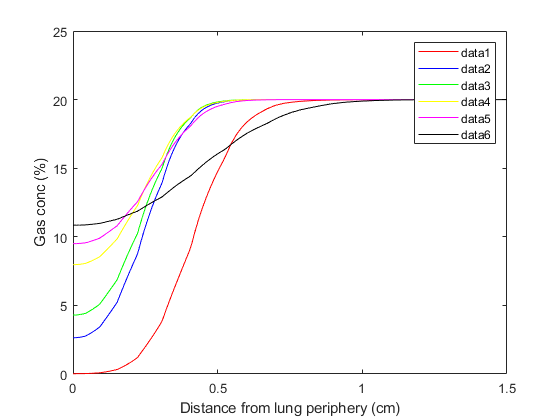 25
20
15
10
5
0
0
0.5
1
1.5
Gas conc (%)
Distance from lung periphery (cm)
data1
data2
data3
data4
data5
data6